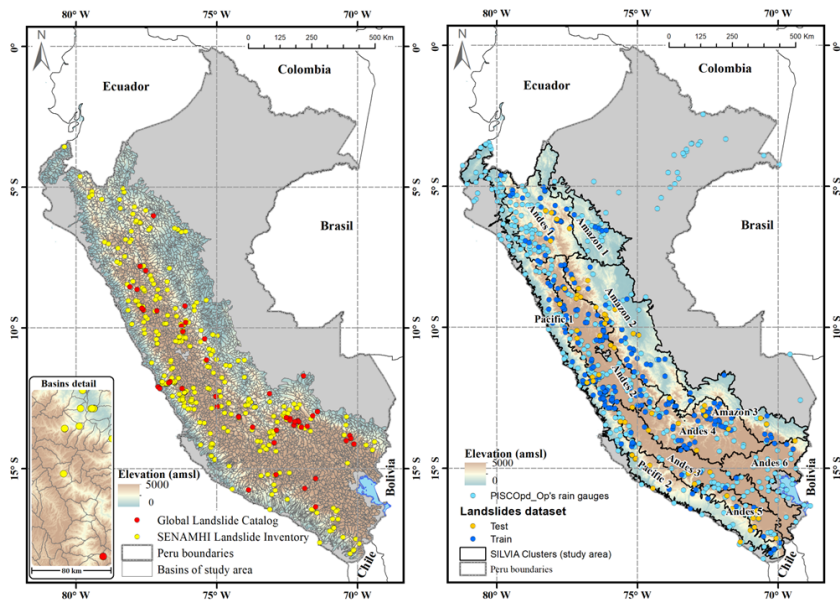 80°W
75°W
70°W
0
125
250
500 Km
N
0°
Ecuador
Colombia
5°S
Brasil
10°S
15°S
Basins detail
80 km
Elevation (amsl)
5000
0
Global Landslide Catalog
SENAMHI Landslide Inventory
Peru boundaries
Basins of study area
Bolivia
Chile
80°W
75°W
70°W
80°W
75°W
70°W
0
125
250
500 Km
N
0°
0°
Ecuador
Colombia
5°S
5°S
Brasil
Andes 1
Amazon 1
Amazon 2
10°S
Pacific 1
10°S
Andes 2
Amazon 3
Andes 4
Andes 6
15°S
Andes 3
15°S
Pacific 2
Andes 5
Elevation (amsl)
5000
0
PISCOpd_Op's rain gauges
Landslides dataset
Test
Train
SILVIA Clusters (study area)
Peru boundaries
Bolivia
Chile
80°W
75°W
70°W